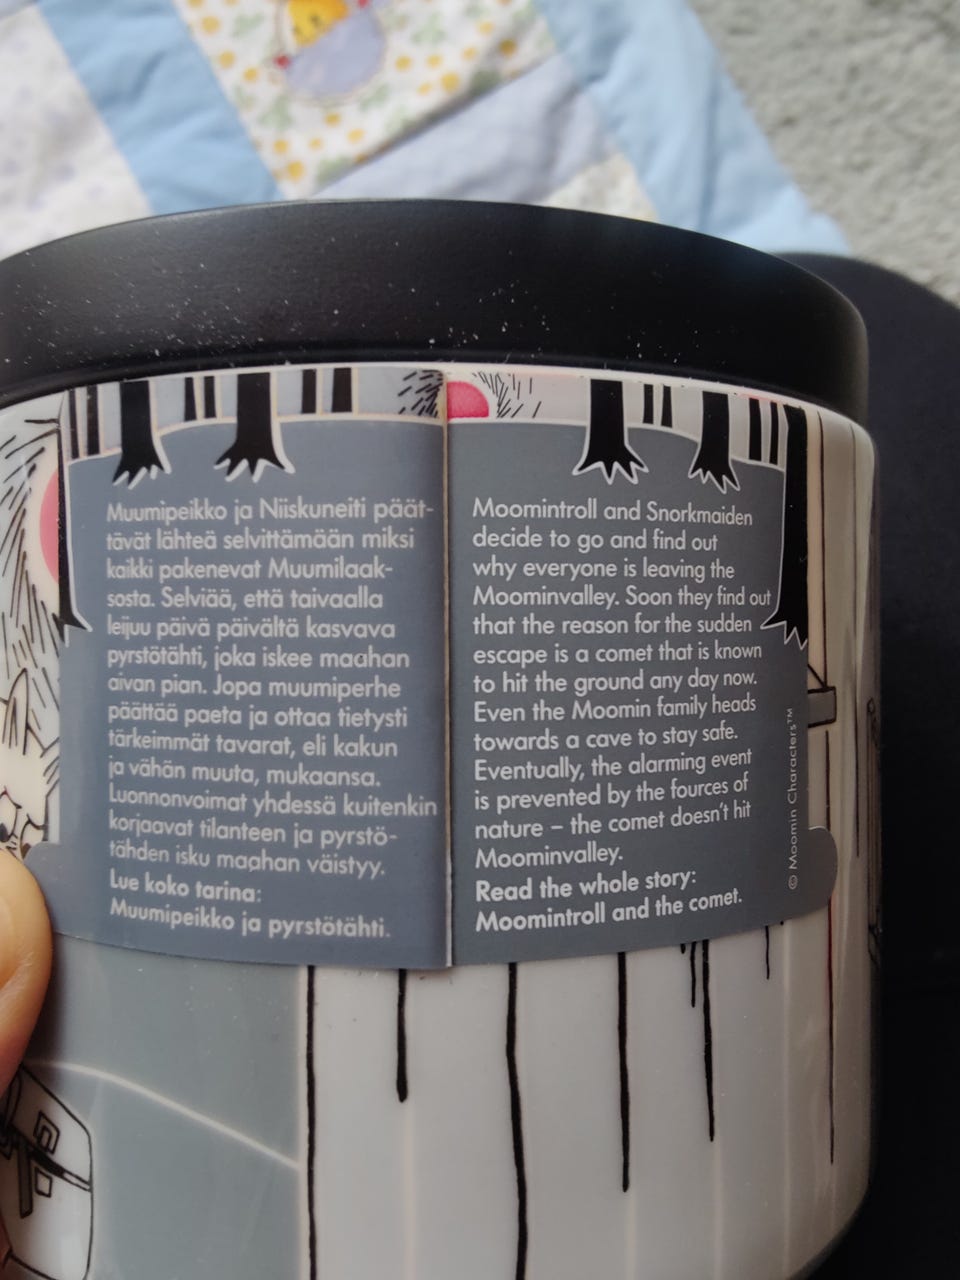 Muumipeikko ja Niiskuneiti päät-
tävät lähteä selvittämään miksi
kaikki pakenevat Muumilaak-
sosta. Selviää, että taivaalla
leijuu päivä päivältä kasvava
pyrstötähti, joka iskee maahan
aivan pian. Jopa muumiperhe
päättää paeta ja ottaa tietysti
tärkeimmät tavarat, eli kakun
ja vähän muuta, mukaansa.
Luonnonvoimat yhdessä kuitenkin
korjaavat tilanteen ja pyrstö-
tähden isku maahan väistyy.
Lue koko tarina:
Muumipeikko ja pyrstötähti.
Moomintroll and Snorkmaiden
decide to go and find out
why everyone is leaving the
Moominvalley. Soon they find out
that the reason for the sudden
escape is a comet that is known
to hit the ground any day now.
Even the Moomin family heads
towards a cave to stay safe.
Eventually, the alarming event
is prevented by the fources of
nature – the comet doesn't hit
Moominvalley.
Read the whole story:
Moomintroll and the comet.
© Moomin Characters™